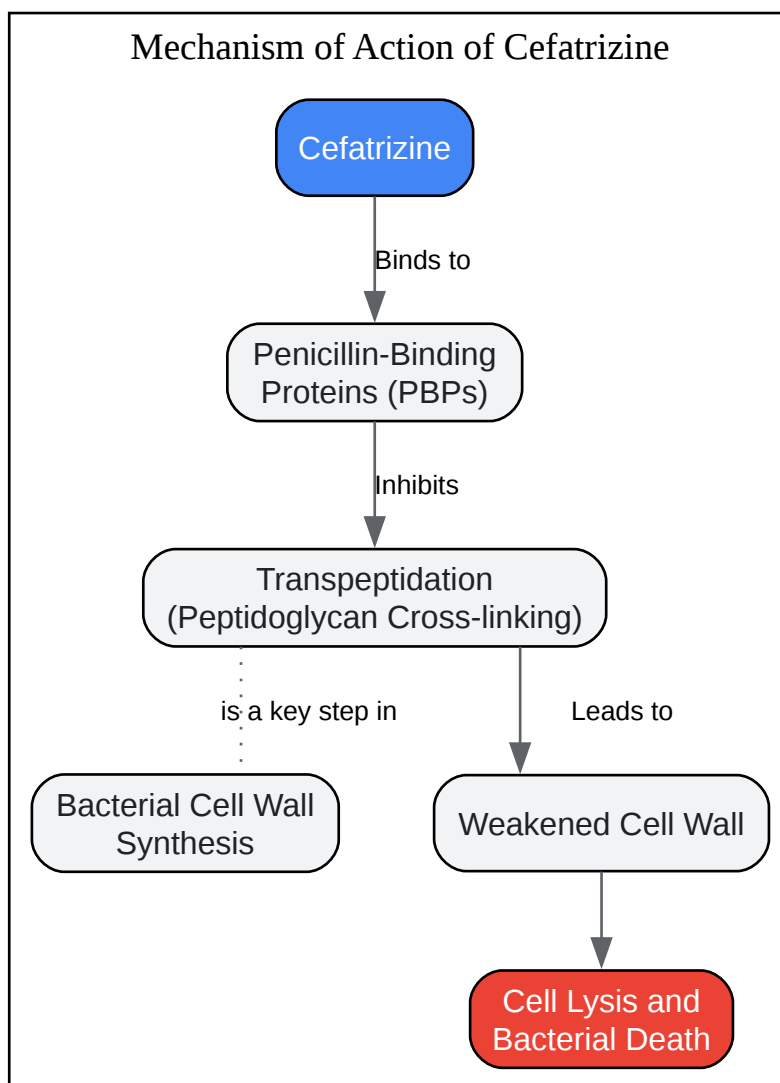 Mechanism of Action of Cefatrizine
Cefatrizine
Binds to
Penicillin-Binding
Proteins (PBPs)
Inhibits
Transpeptidation
(Peptidoglycan Cross-linking)
is a key step in
Leads to
Bacterial Cell Wall
Synthesis
Weakened Cell Wall
Cell Lysis and
Bacterial Death